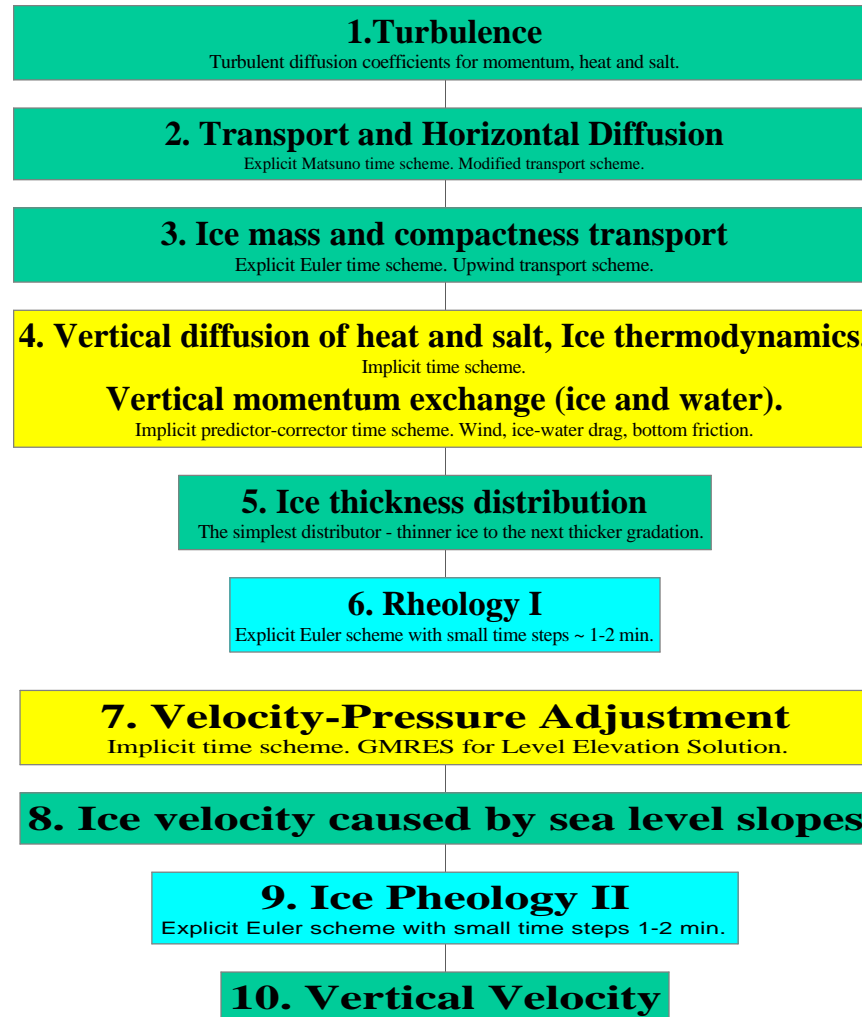 1.Turbulence
Turbulent diffusion coefficients for momentum, heat and salt.
2. Transport and Horizontal Diffusion
Explicit Matsuno time scheme. Modified transport scheme.
3. Ice mass and compactness transport
Explicit Euler time scheme. Upwind transport scheme.
4. Vertical diffusion of heat and salt, Ice thermodynamics.
Implicit time scheme.
Vertical momentum exchange (ice and water).
Implicit predictor-corrector time scheme. Wind, ice-water drag, bottom friction.
5. Ice thickness distribution
The simplest distributor - thinner ice to the next thicker gradation.
6. Rheology I
Explicit Euler scheme with small time steps ~ 1-2 min.
7. Velocity-Pressure Adjustment
Implicit time scheme. GMRES for Level Elevation Solution.
8. Ice velocity caused by sea level slopes
9. Ice Pheology II
Explicit Euler scheme with small time steps 1-2 min.
10. Vertical Velocity